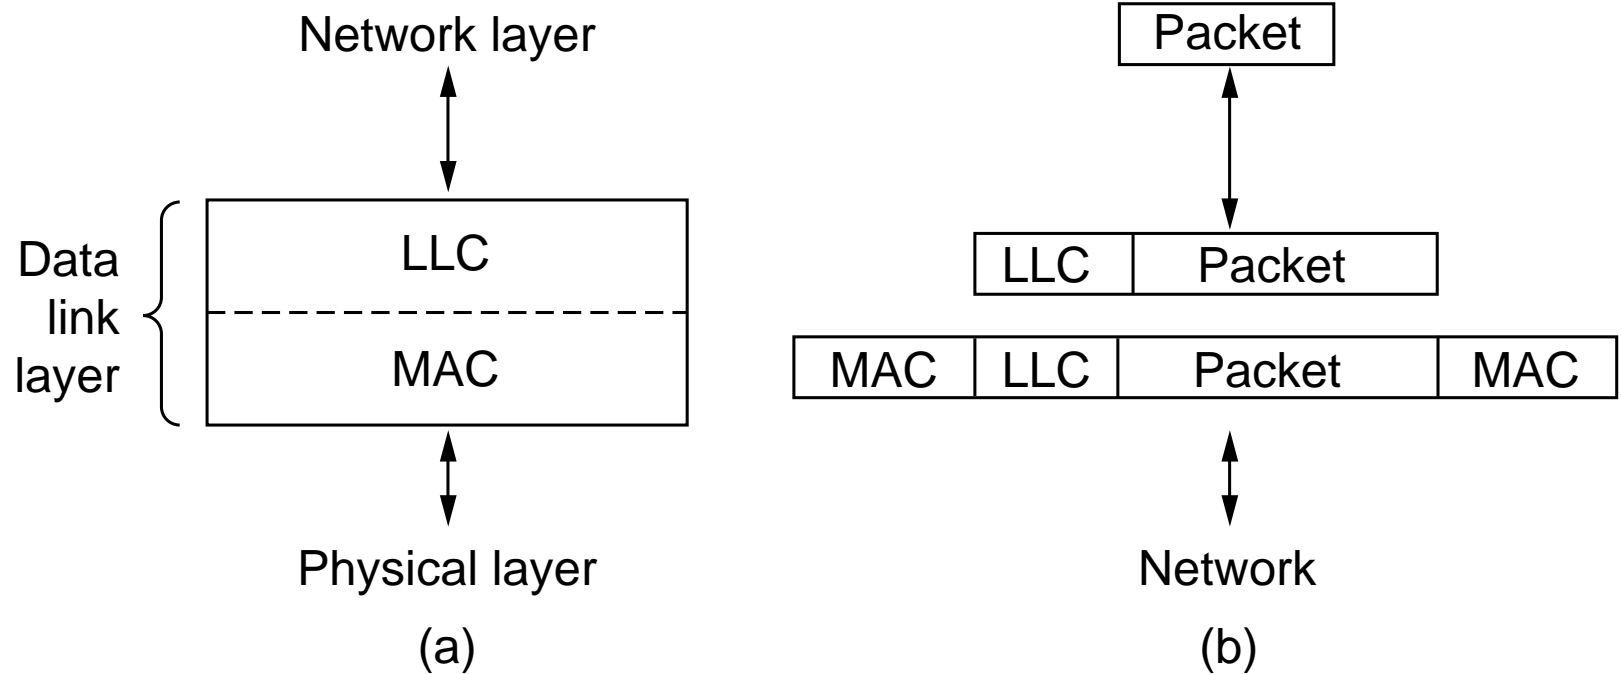 Network layer
Data
link
layer
LLC
MAC
Physical layer
(a)
Packet
LLC Packet
MAC LLC Packet MAC
Network
(b)